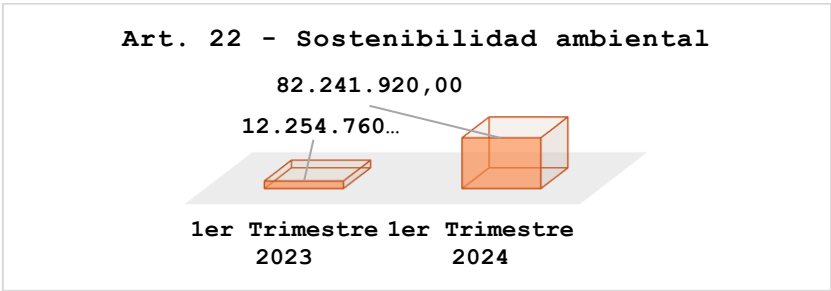 Art. 22 - Sostenibilidad ambiental
82.241.920,00
12.254.760…
1er Trimestre 2023
1er Trimestre 2024